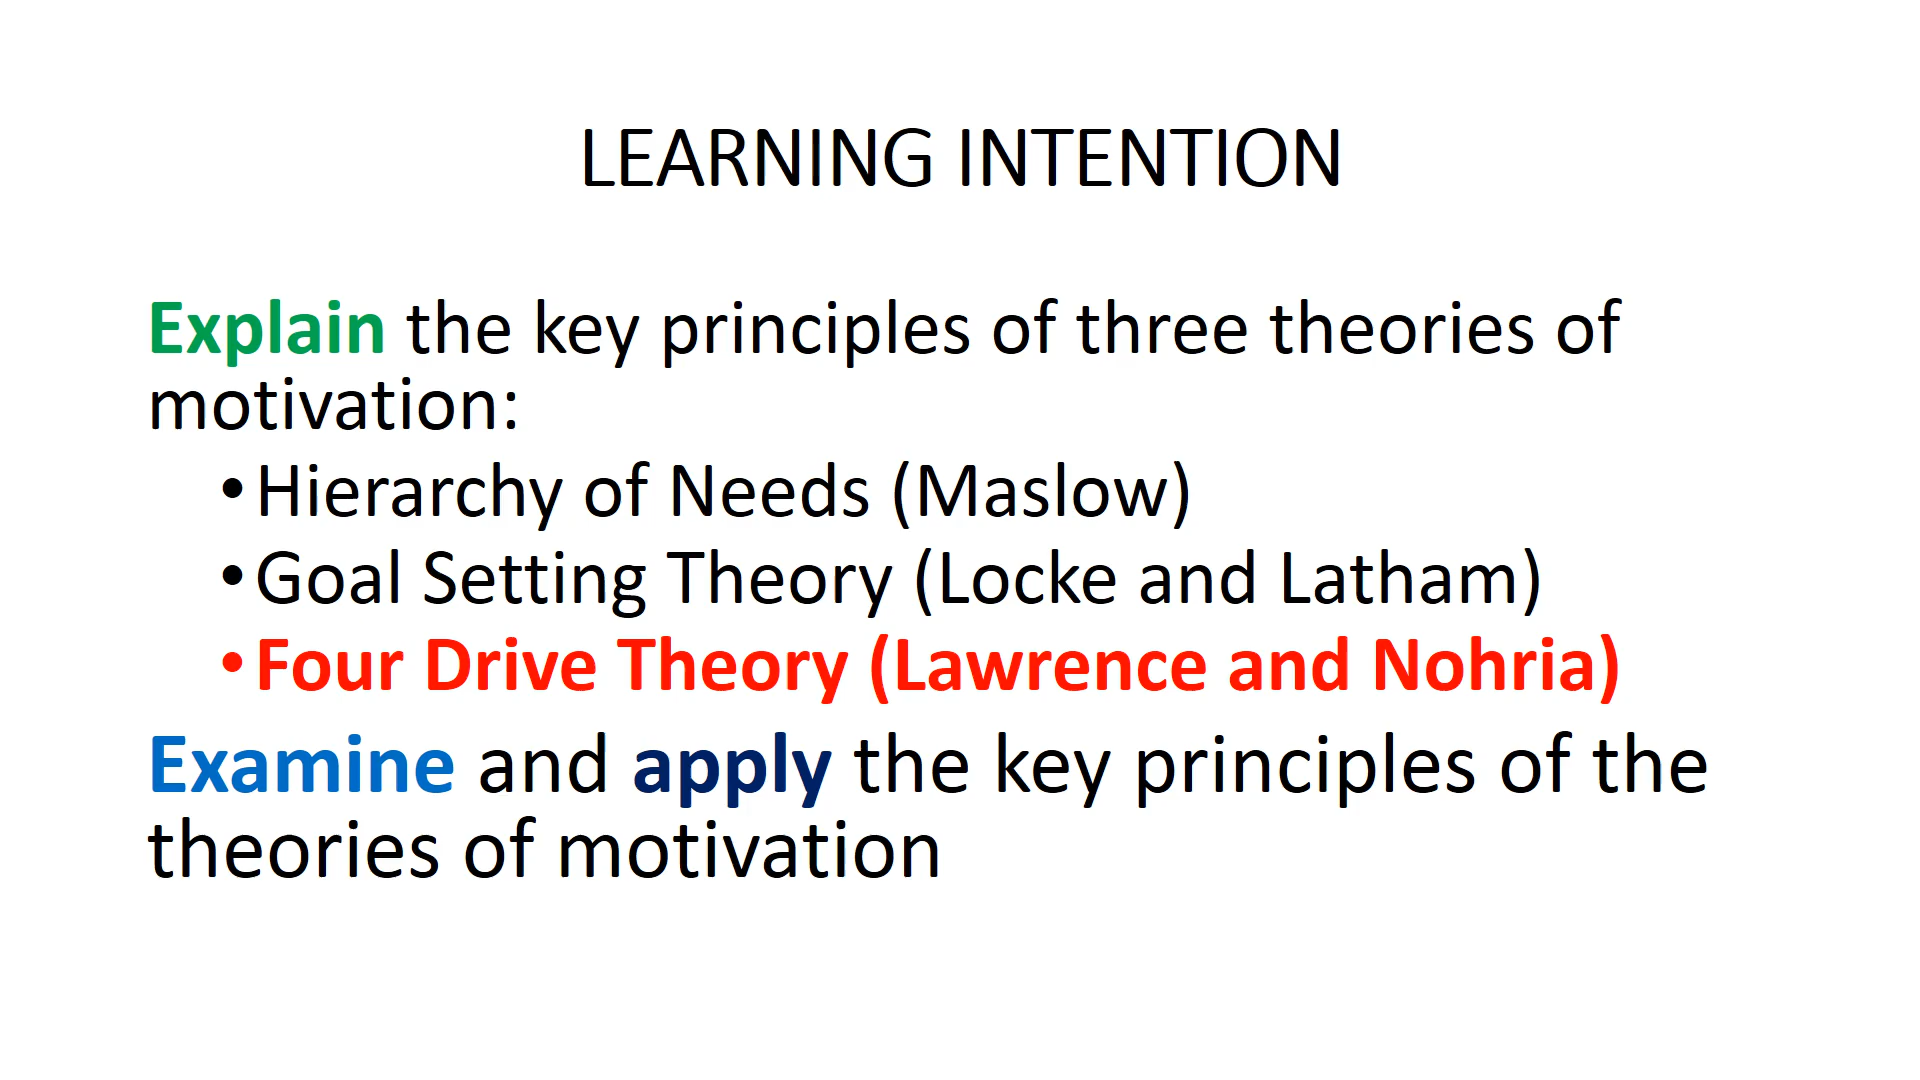 LEARNING INTENTION
Explain the key principles of three theories of
motivation:
•Hierarchy of Needs (Maslow)
•Goal Setting Theory (Locke and Latham)
•Four Drive Theory (Lawrence and Nohria)
Examine and apply the key principles of the
theories of motivation